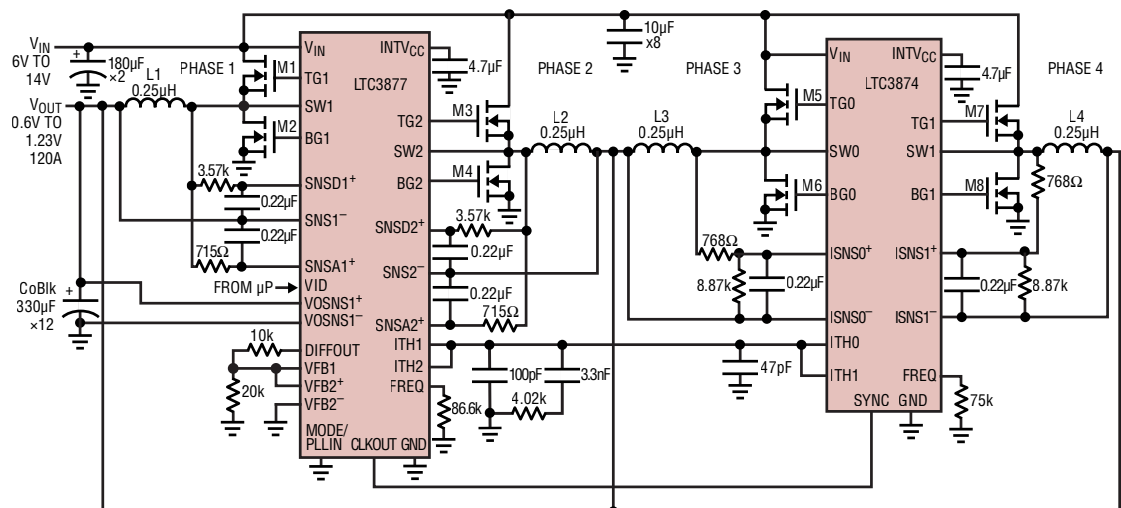 VIN
6V TO
14V
180µF
×2
L1
0.25µH
PHASE 1
M1
VIN
TG1
LTC3877
INTVCC
4.7µF
PHASE 2
10µF
x8
PHASE 3
VIN
INTVCC
LTC3874
4.7µF
PHASE 4
VOUT
0.6V TO
1.23V
120A
SW1
M2
BG1
M3
TG2
SW2
L2
0.25µH
L3
0.25µH
M4
BG2
M5
TG0
SW0
M6
BG0
M7
TG1
SW1
L4
0.25µH
M8
BG1
768Ω
3.57k
SNSD1+
0.22µF
SNS1–
0.22µF
715Ω
SNSA1+
FROM µP
VID
VOSNS1+
VOSNS1–
CoBlk
330µF
×12
SNSD2+
3.57k
0.22µF
SNS2–
0.22µF
SNSA2+
715Ω
768Ω
ISNS0+
8.87k
0.22µF
ISNS0–
ISNS1+
0.22µF
8.87k
ISNS1–
10k
DIFFOUT
VFB1
VFB2+
VFB2–
20k
MODE/
PLLIN
CLKOUT
GND
ITH1
ITH2
FREQ
86.6k
100pF
3.3nF
4.02k
47pF
ITH0
ITH1
FREQ
75k
SYNC
GND